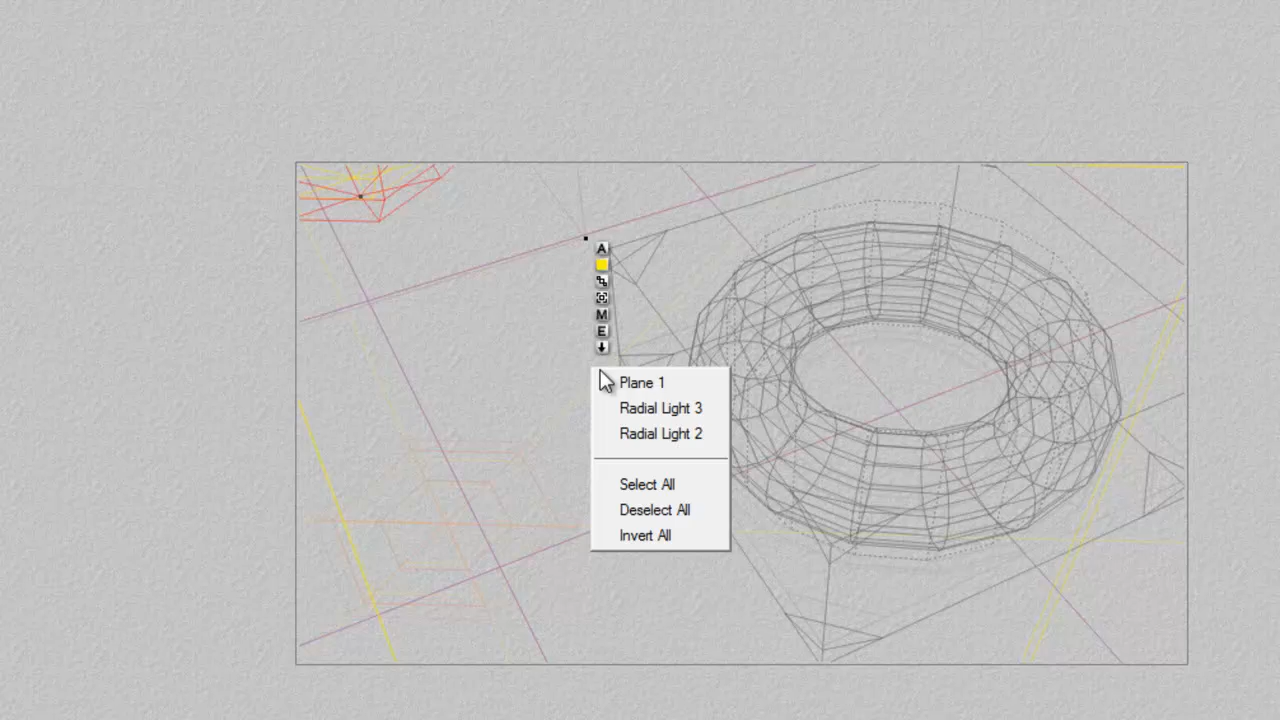 A
M
E
Plane 1
Radial Light 3
Radial Light 2
Select All
Deselect All
Invert All